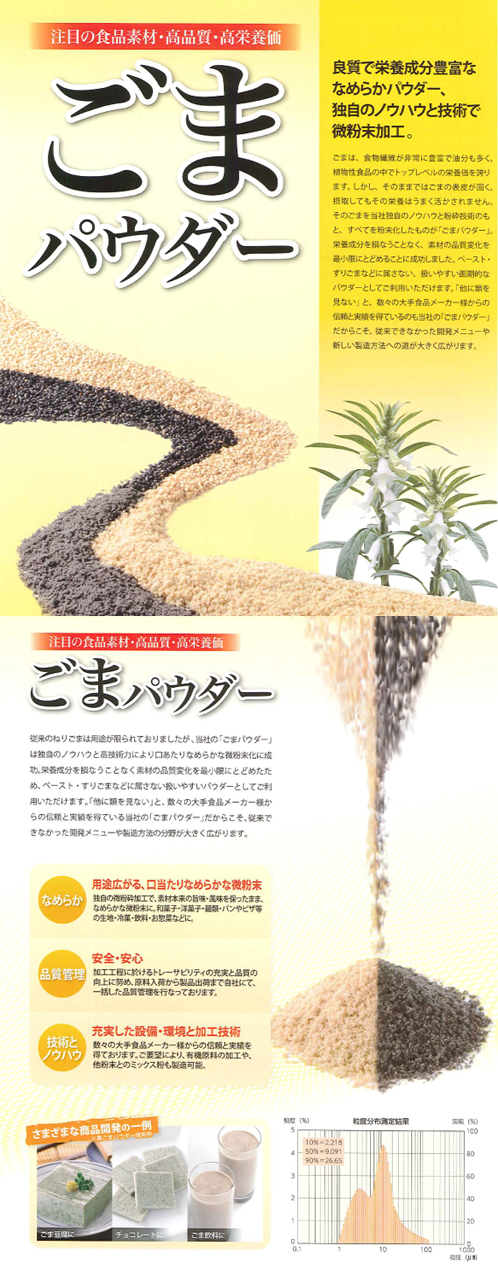 注目の食品素材・高品質・高栄養価
ごま
パウダー
良質で栄養成分豊富な
なめらかパウダー、
独自のノウハウと技術で
微粉末加工。
ごまは、食物繊維が非常に豊富で油分も多く、
植物性食品の中でトップレベルの栄養価を誇り
ます。しかし、そのままではごまの表皮が固く、
摂取してもその栄養はうまく活かされません。
そのごまを当社独自のノウハウと粉砕技術のも
と、すべてを粉末化したものが「ごまパウダー」。
栄養成分を損なうことなく、素材の品質変化を
最小限にとどめることに成功しました。ペースト・
すりごまなどに属さない、扱いやすい画期的な
パウダーとしてご利用いただけます。「他に類を
見ない」と、数々の大手食品メーカー様からの
信頼と実績を得ているのも当社の「ごまパウダー」
だからこそ。従来できなかった開発メニューや
新しい製造方法への道が大きく広がります。
注目の食品素材・高品質・高栄養価
ごまパウダー
従来のねりごまは用途が限られておりましたが、当社の「ごまパウダー」
は独自のノウハウと高技術力により口あたりなめらかな微粉末化に成
功。栄養成分を損なうことなく素材の品質変化を最小限にとどめたた
め、ペースト・すりごまなどに属さない扱いやすいパウダーとしてご利
用いただけます。「他に類を見ない」と、数々の大手食品メーカー様か
らの信頼と実績を得ている当社の「ごまパウダー」だからこそ、従来で
きなかった開発メニューや製造方法の分野が大きく広がります。
なめらか
用途広がる、口当たりなめらかな微粉末
独自の微粉砕加工で、素材本来の旨味・風味を保ったまま、
なめらかな微粉末に。和菓子・洋菓子・麺類・パンやピザ等
の生地・冷菓・飲料・お惣菜などに。
品質管理
安全・安心
加工工程に於けるトレーサビリティの充実と品質の
向上に努め、原料入荷から製品出荷まで自社にて、
一括した品質管理を行なっております。
技術と
ノウハウ
充実した設備・環境と加工技術
数々の大手食品メーカー様からの信頼と実績を
得ております。ご要望により、有機原料の加工や、
他粉末とのミックス粉も製造可能。
さまざまな商品開発の一例
ごま豆腐に
チョコレートに
ごま飲料に
頻度（%）
粒度分布測定結果
積算（%）
10%=2.218
50%=9.091
90%=26.65
5
4
3
2
1
0
100
80
60
40
20
0
0.1
1
10
100
1000
粒径（μm）